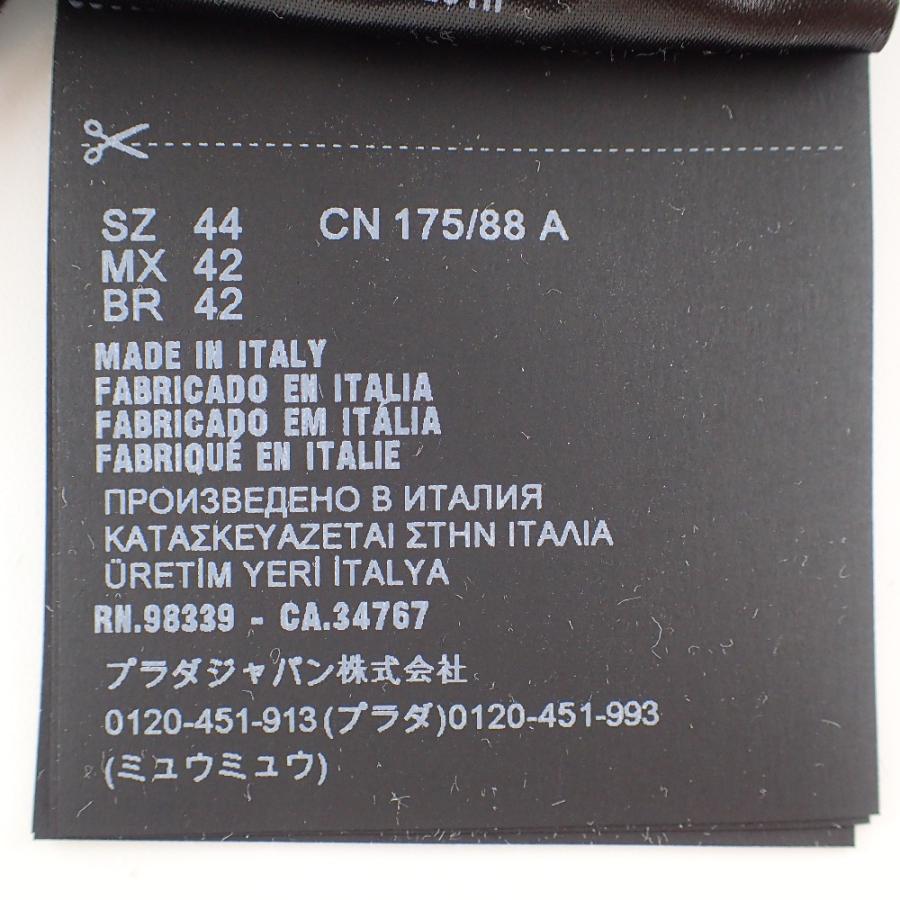 SZ 44 CN 175/88 A
MX 42
BR 42
MADE IN ITALY
FABRICADO EN ITALIA
FABRICADO EM ITÁLIA
FABRIQUÉ EN ITALIE
ПРОИЗВЕДЕНО В ИТАЛИЯ
ΚΑΤΑΣΚΕΥΑΖΕΤΑΙ ΣΤΗΝ ΙΤΑΛΙΑ
ÜRETİM YERİ İTALYA
RN.98339 - CA.34767
プラダジャパン株式会社
0120-451-913(プラダ)0120-451-993
(ミュウミュウ)